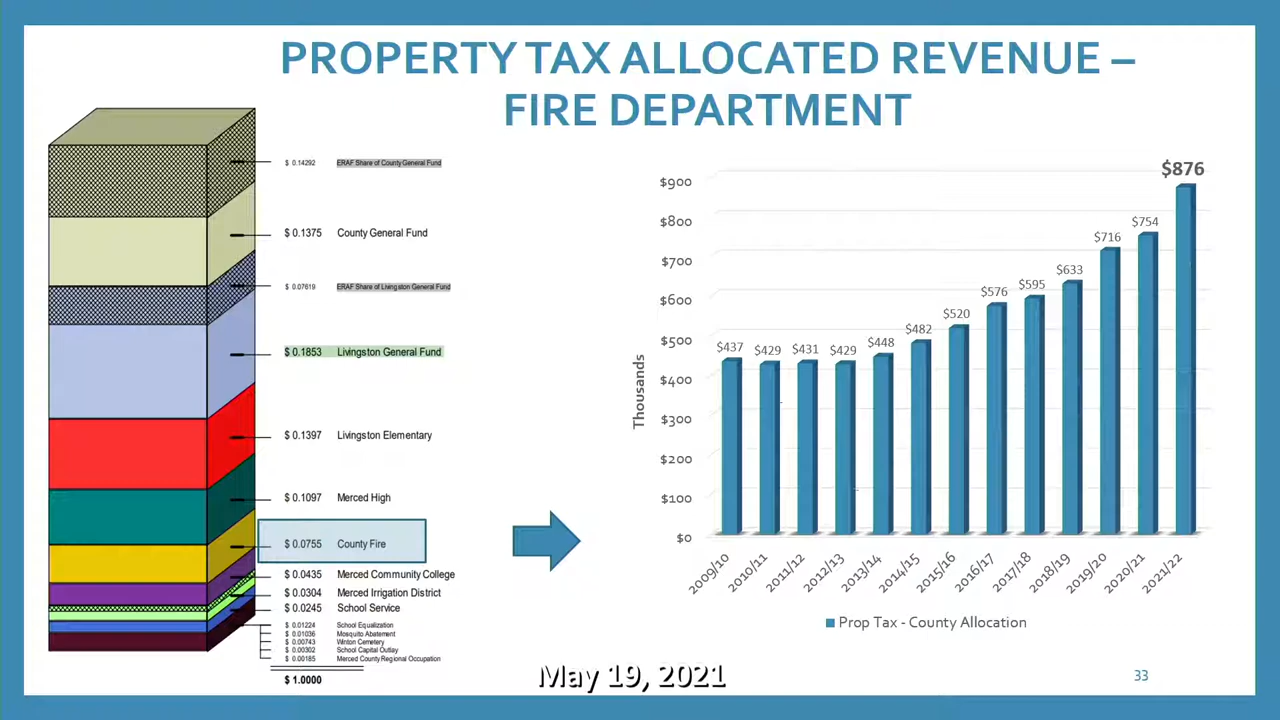 PROPERTY TAX ALLOCATED REVENUE –
FIRE DEPARTMENT
$ 0.14292 ERAF Share of County General Fund
$ 0.1375 County General Fund
$ 0.07619 ERAF Share of Livingston General Fund
$ 0.1853 Livingston General Fund
$ 0.1397 Livingston Elementary
$ 0.1097 Merced High
$ 0.0755 County Fire
$ 0.0435 Merced Community College
$ 0.0304 Merced Irrigation District
$ 0.0245 School Service
$ 0.01224 School Equalization
$ 0.01036 Mosquito Abatement
$ 0.00743 Winton Cemetery
$ 0.00302 School Capital Outlay
$ 0.00185 Merced County Regional Occupation
$ 1.0000
Thousands
$900
$800
$700
$600
$500
$400
$300
$200
$100
$0
$437
$429
$431
$429
$448
$482
$520
$576
$595
$633
$716
$754
$876
2009/10
2010/11
2011/12
2012/13
2013/14
2014/15
2015/16
2016/17
2017/18
2018/19
2019/20
2020/21
2021/22
Prop Tax - County Allocation
May 19, 2021
33